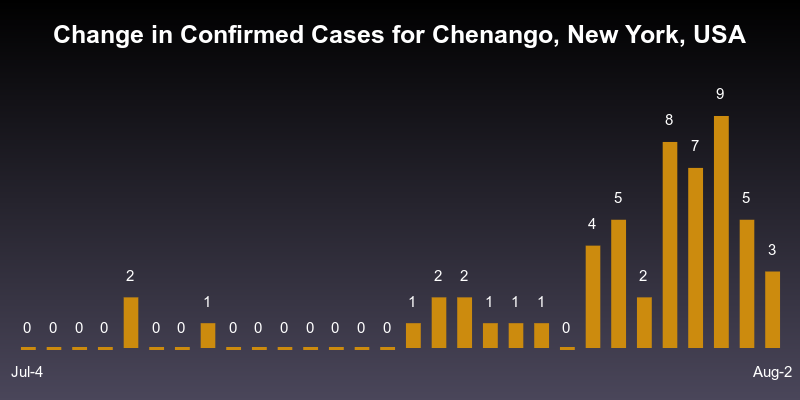 Change in Confirmed Cases for Chenango, New York, USA
9
8
7
5 5
4
3
2 2 2 2
1 1 1 1 1
0 0 0 0 0 0 0 0 0 0 0 0 0 0 0
Jul-4 Aug-2